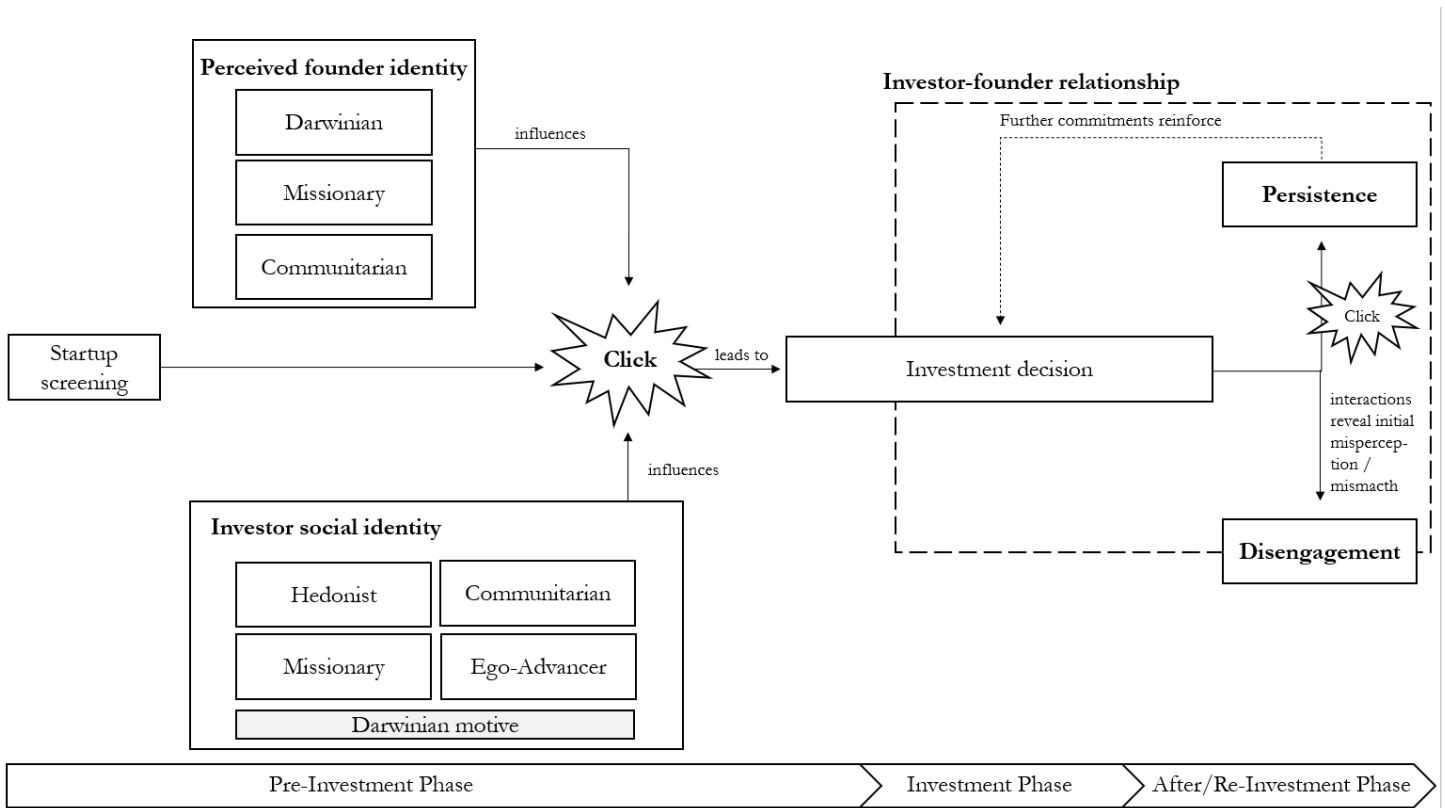 Perceived founder identity
Darwinian
Missionary
Communitarian
influences
Investor-founder relationship
Further commitments reinforce
Persistence
Click
Startup
screening
Click
leads to
Investment decision
interactions
reveal initial
mispercep-
tion /
mismacth
Disengagement
influences
Investor social identity
Hedonist
Communitarian
Missionary
Ego-Advancer
Darwinian motive
Pre-Investment Phase
Investment Phase
After/Re-Investment Phase